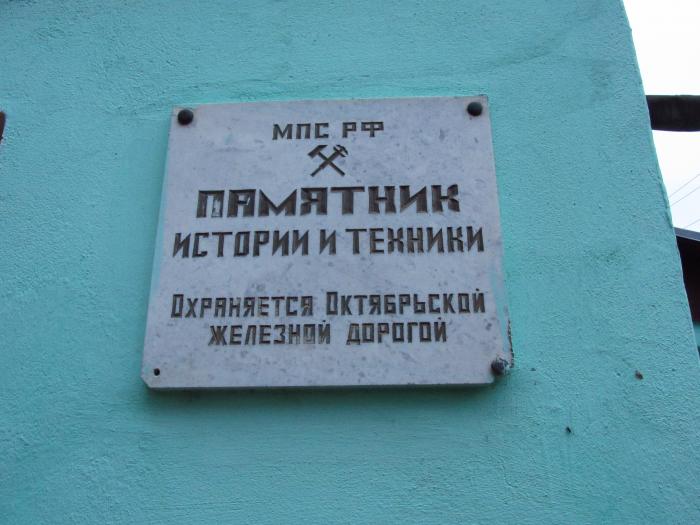 МПС РФ
ПАМЯТНИК
ИСТОРИИ И ТЕХНИКИ
ОХРАНЯЕТСЯ ОКТЯБРЬСКОЙ
ЖЕЛЕЗНОЙ ДОРОГОЙ